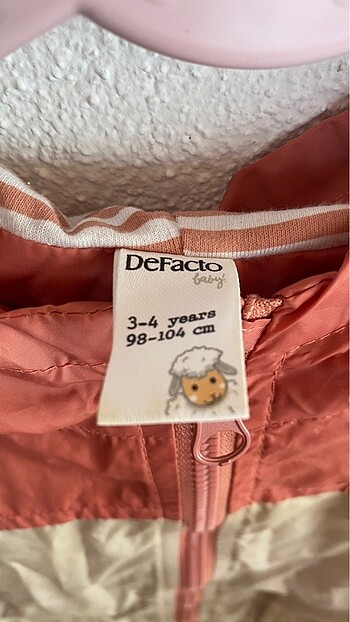 DeFacto
baby!
3-4 years
98-104 cm